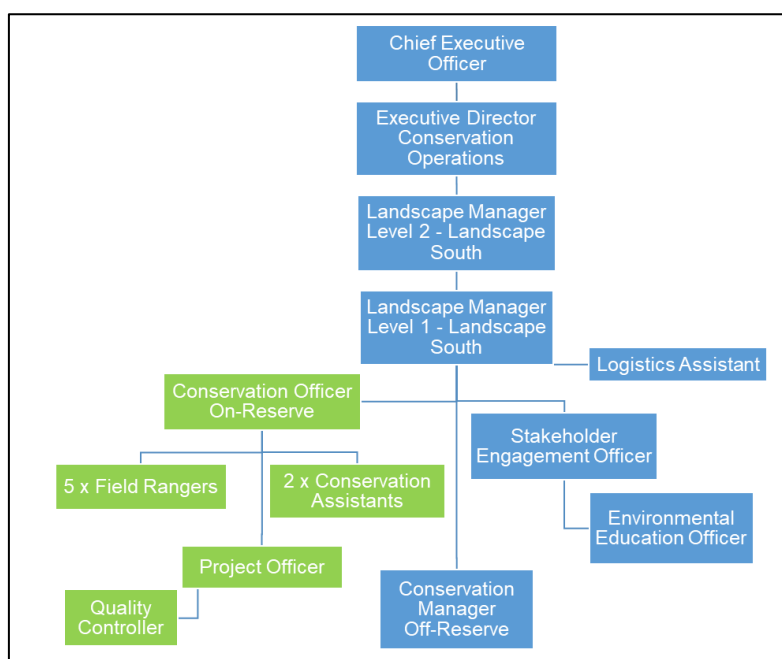 Chief Executive
Officer
Executive Director
Conservation
Operations
Landscape Manager
Level 2 - Landscape
South
Landscape Manager
Level 1 - Landscape
South
Logistics Assistant
Conservation Officer
On-Reserve
Stakeholder
Engagement Officer
5 x Field Rangers
2 x Conservation
Assistants
Environmental
Education Officer
Project Officer
Conservation
Manager
Off-Reserve
Quality
Controller